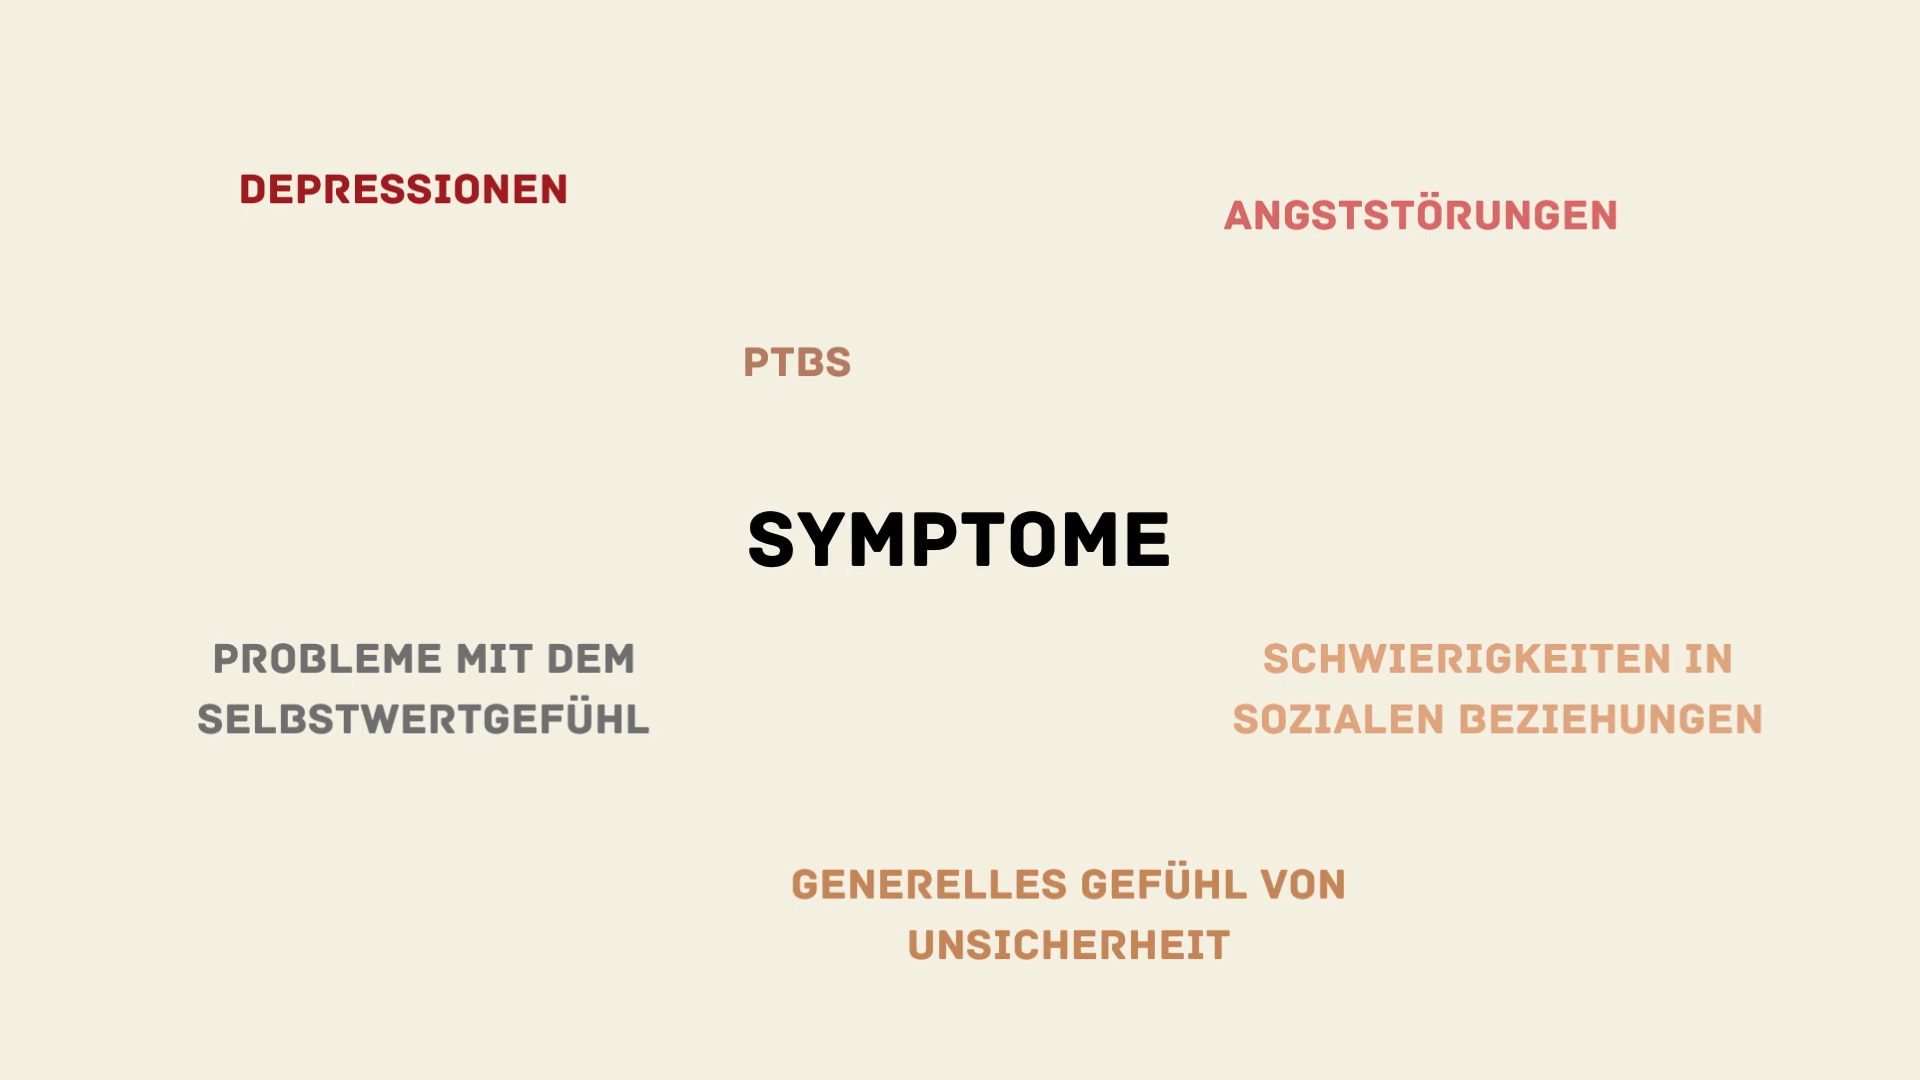 DEPRESSIONEN
ANGSTSTÖRUNGEN
PTBS
SYMPTOME
PROBLEME MIT DEM
SELBSTWERTGEFÜHL
SCHWIERIGKEITEN IN
SOZIALEN BEZIEHUNGEN
GENERELLES GEFÜHL VON
UNSICHERHEIT